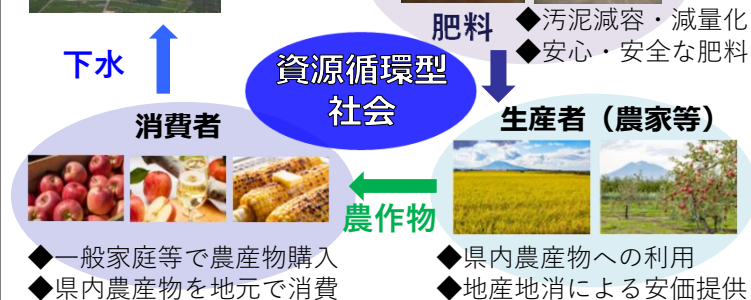 肥料
◆汚泥減容・減量化
◆安心・安全な肥料
下水
資源循環型
社会
消費者
生産者（農家等）
農作物
◆一般家庭等で農産物購入
◆県内農産物を地元で消費
◆県内農産物への利用
◆地産地消による安価提供